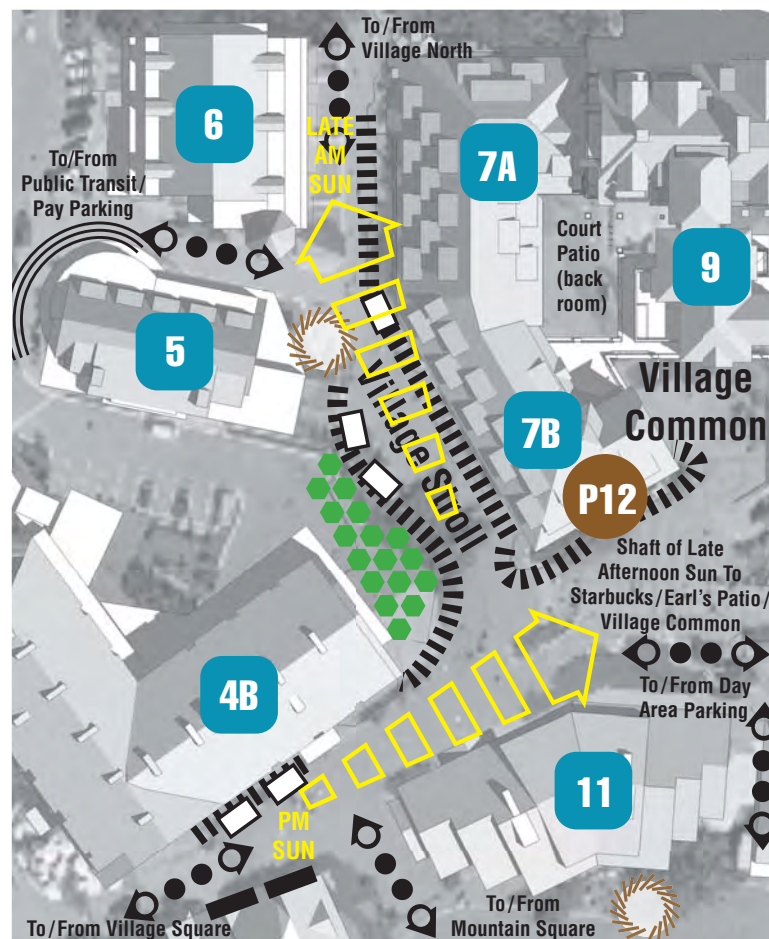 To/From
Village North
6
LATE
AM
SUN
7A
To/From
Public Transit/
Pay Parking
Court
Patio
(back
room)
9
5
Village Stroll
Village
Common
7B
P12
Shaft of Late
Afternoon Sun To
Starbucks/Earl's Patio/
Village Common
To/From Day
Area Parking
4B
11
PM
SUN
To/From Village Square
To/From
Mountain Square